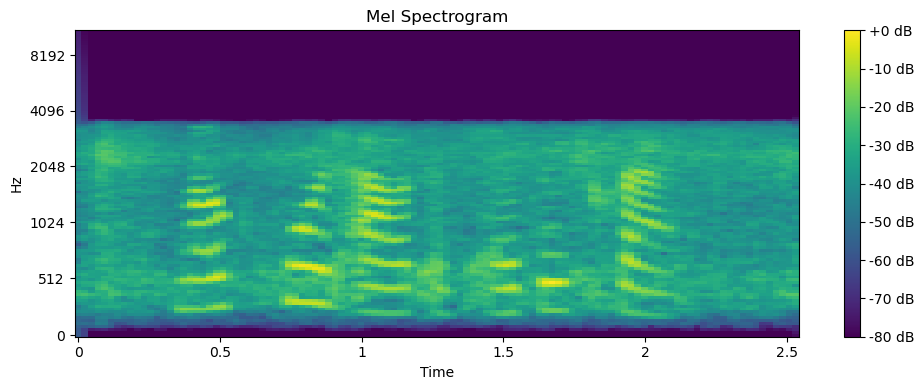 Mel Spectrogram
Hz
8192
4096
2048
1024
512
0
0 0.5 1 1.5 2 2.5
Time
+0 dB
-10 dB
-20 dB
-30 dB
-40 dB
-50 dB
-60 dB
-70 dB
-80 dB